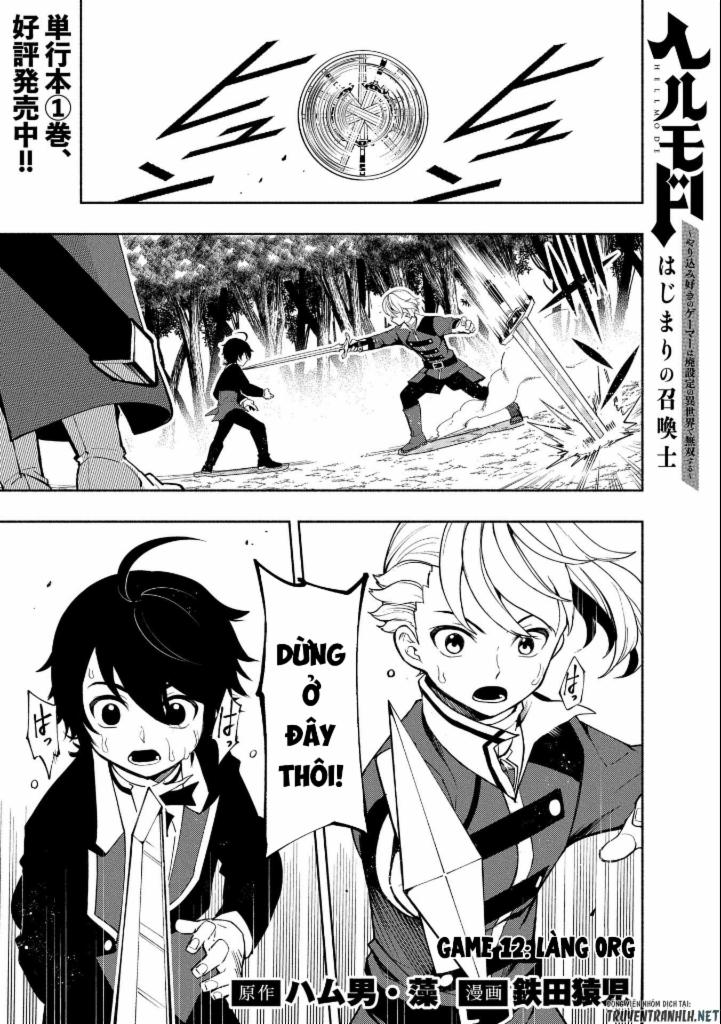 ヘルモード
HELL MODE
～やり込み好きのゲーマーは廃設定の異世界で無双する～
はじまりの召喚士
単行本①巻、
好評発売中!!
ヒュン
ヒュン
DỪNG
Ở
ĐÂY
THÔI!
はっ
はっ
はっ
GAME 12: LÀNG ORG
原作 ハム男・藻 漫画 鉄田猿児
ĐỘNG VIÊN NHÓM DỊCH TẠI:
TRUYENTRANHLH.NET